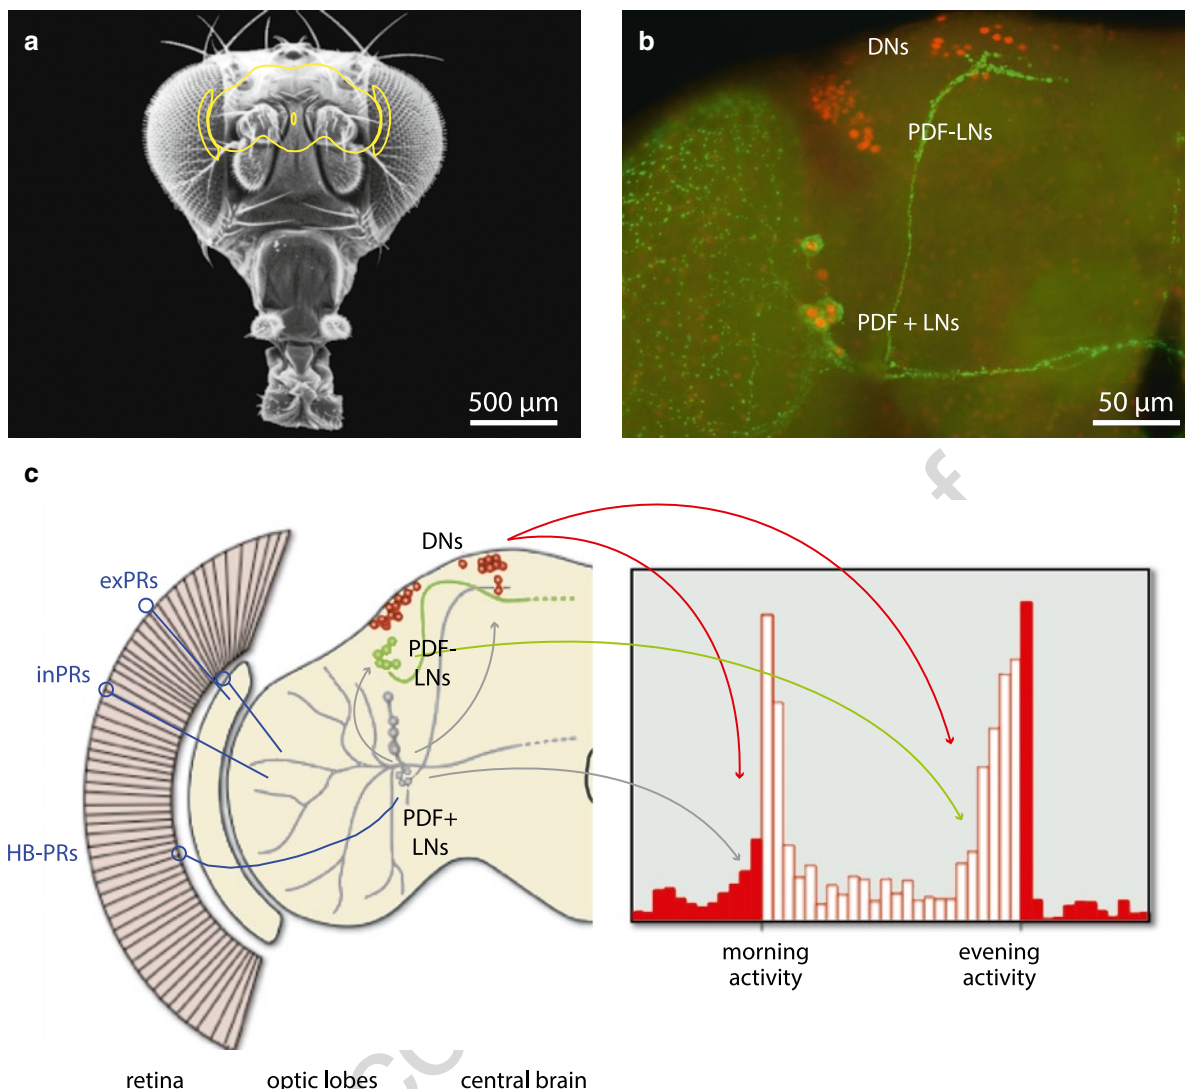 a
500 µm
b
DNs
PDF-LNs
PDF + LNs
50 µm
c
DNs
exPRs
PDF-
LNs
inPRs
PDF+
LNs
HB-PRs
morning
activity
evening
activity
retina
optic lobes
central brain